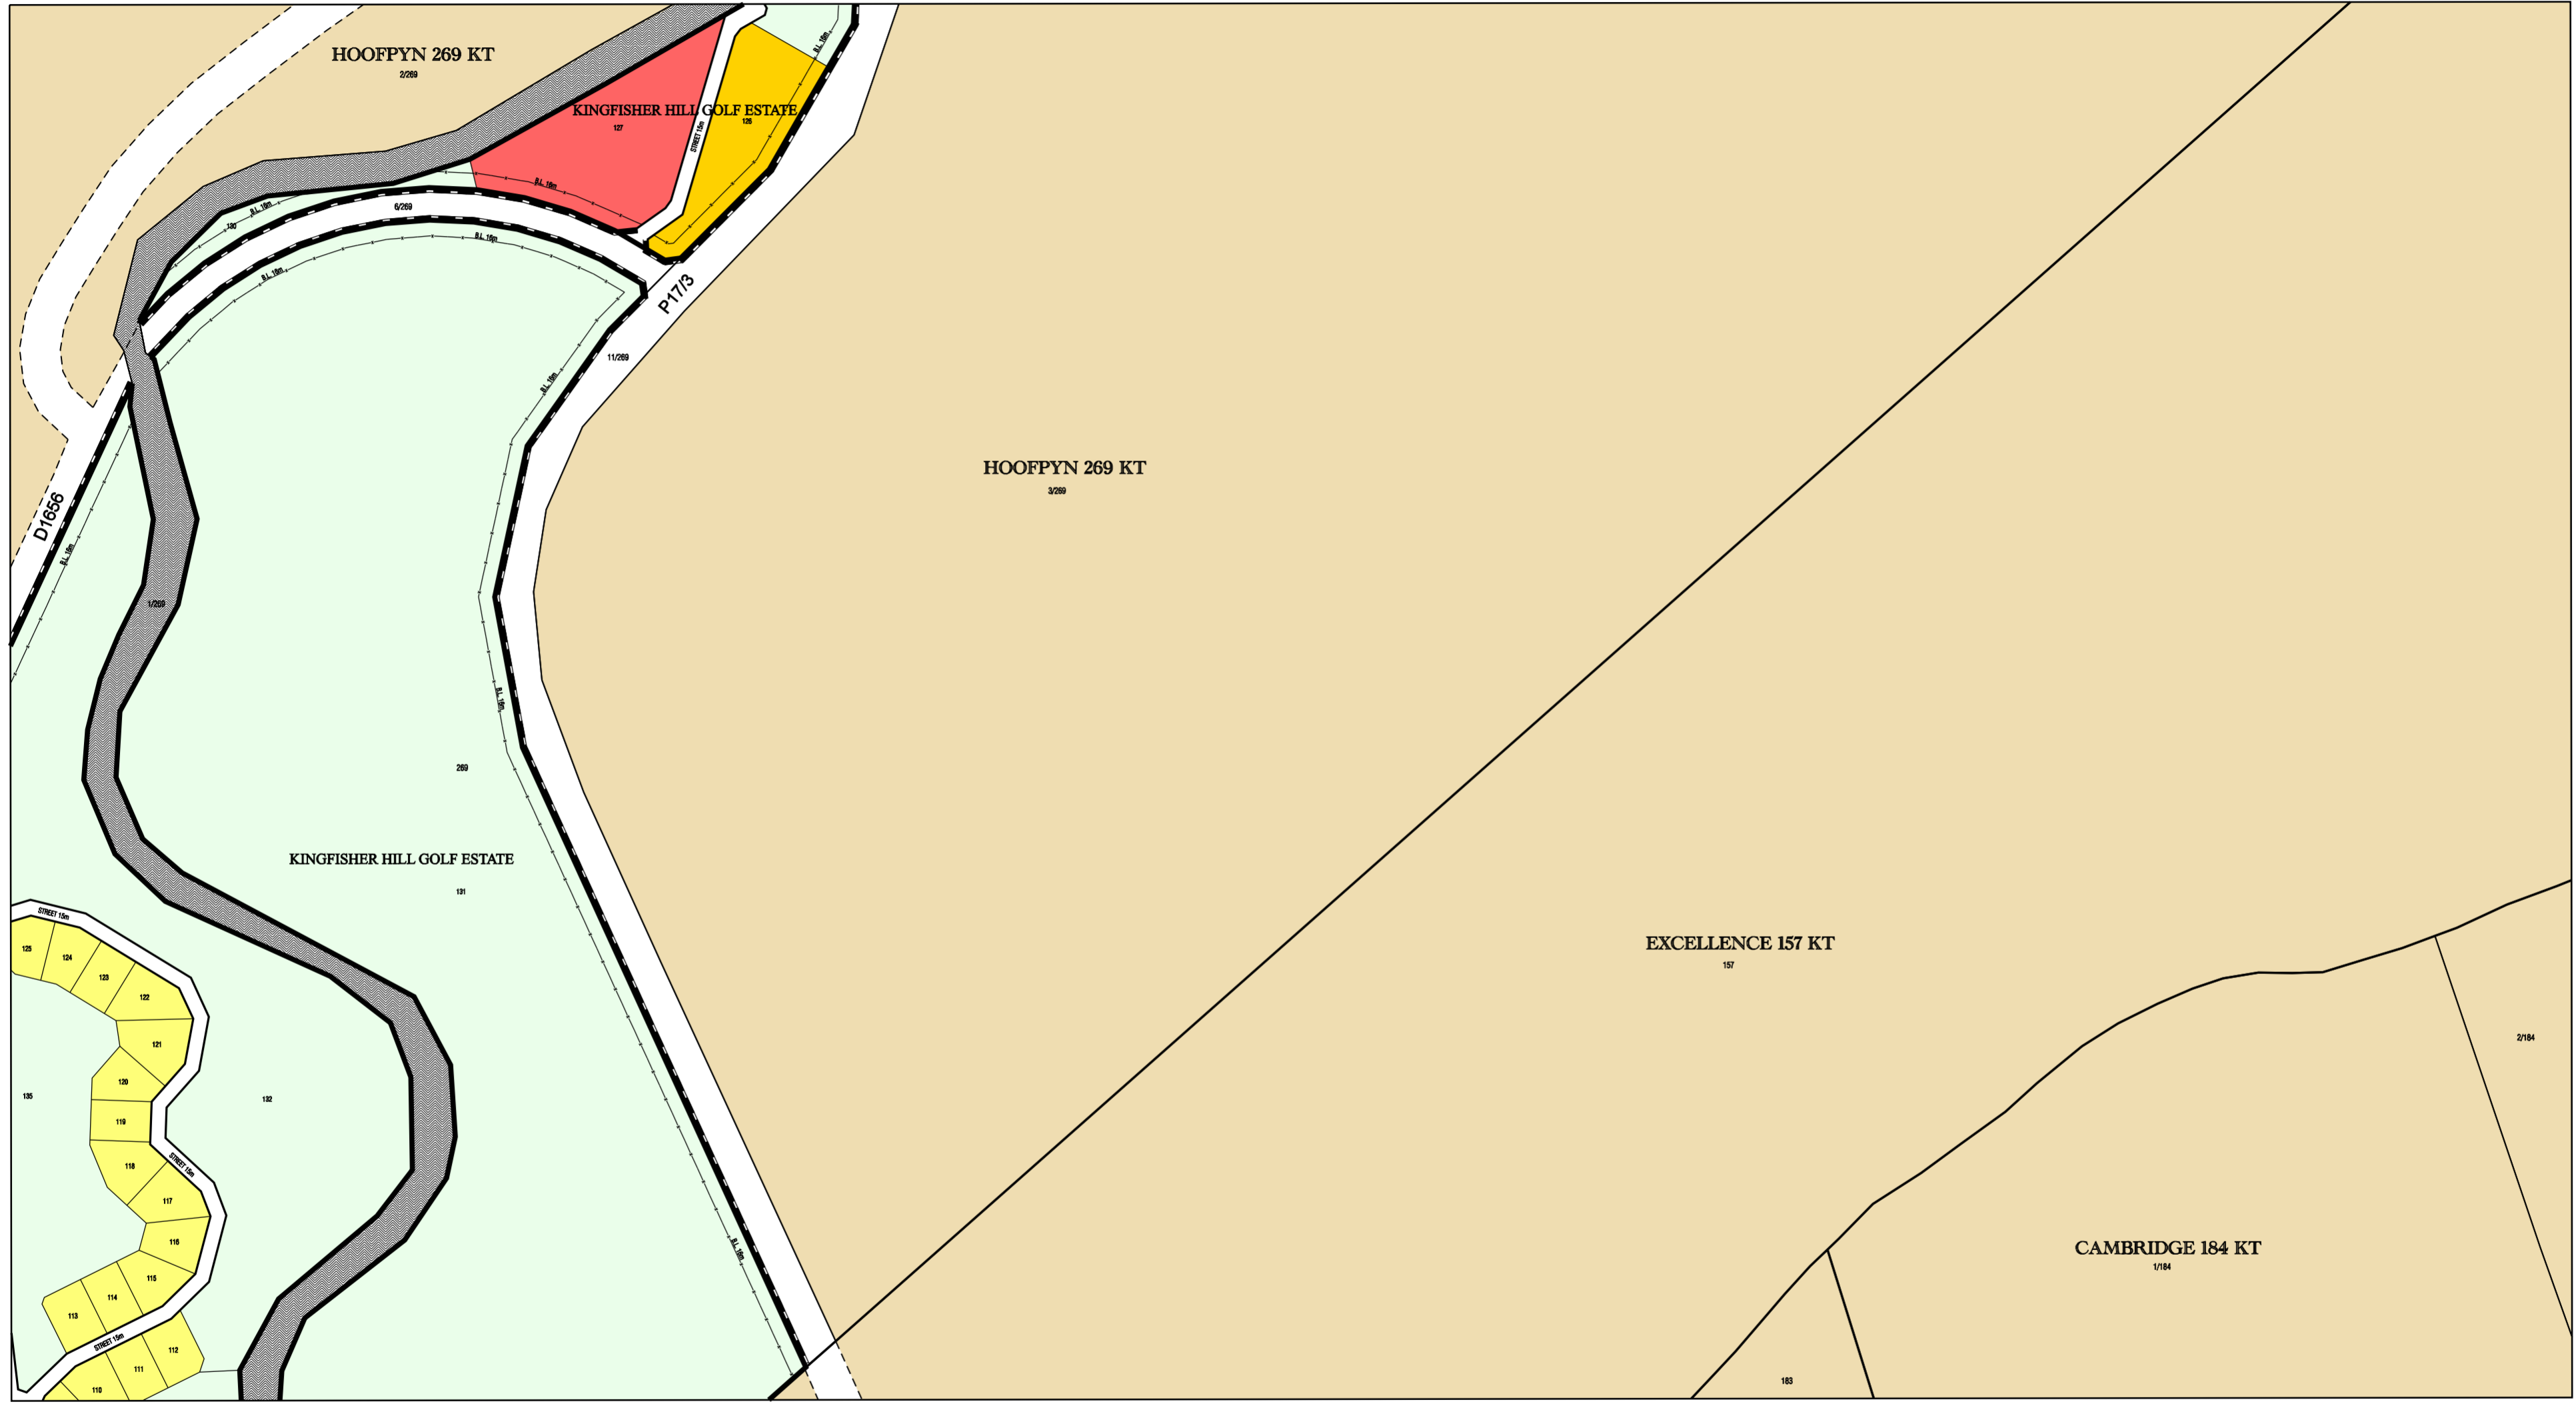 HOOFPYN 269 KT
2/269
B.L. 16m
KINGFISHER HILL GOLF ESTATE
127
STREET 15m
126
B.L. 16m
B.L. 16m
130
6/269
B.L. 16m
B.L. 16m
P17/3
11/269
B.L. 16m
HOOFPYN 269 KT
3/269
D1656
B.L. 16m
1/269
B.L. 16m
269
KINGFISHER HILL GOLF ESTATE
131
STREET 15m
125
124
123
122
121
120
119
118
117
116
115
114
113
112
111
110
135
132
STREET 15m
STREET 15m
B.L. 16m
EXCELLENCE 157 KT
157
2/184
CAMBRIDGE 184 KT
1/184
183